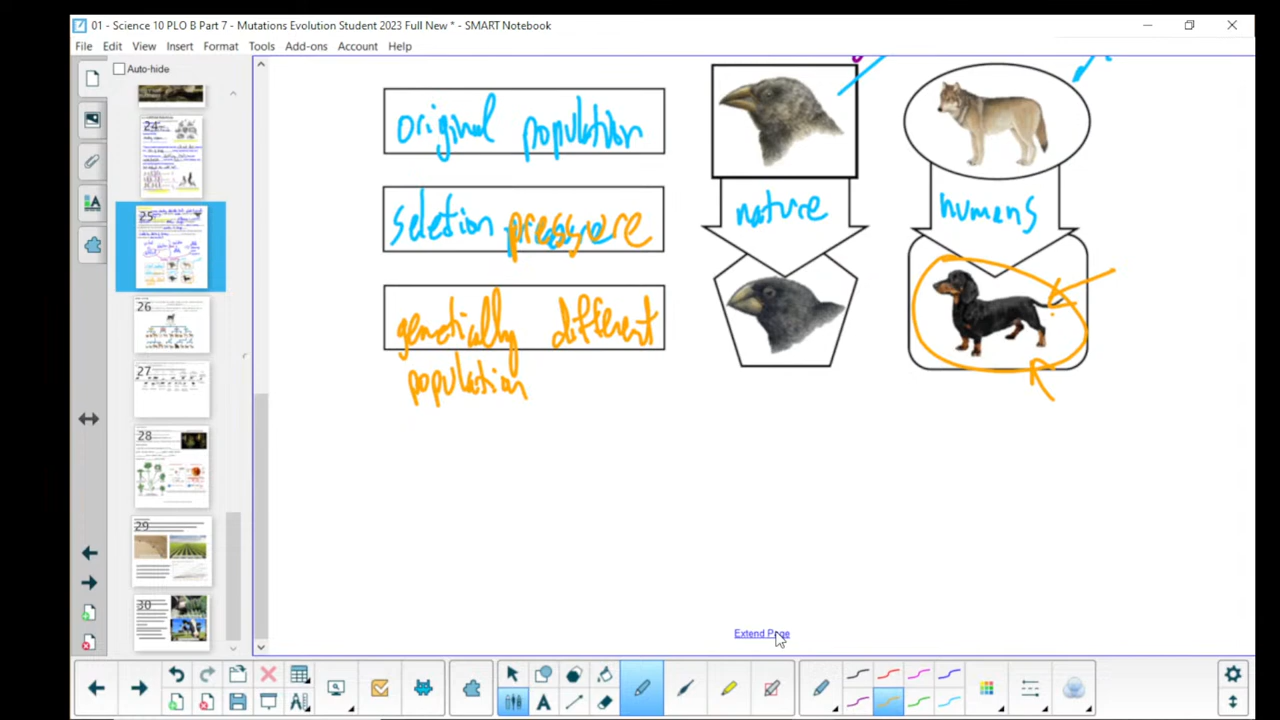 01 - Science 10 PLO B Part 7 - Mutations Evolution Student 2023 Full New * - SMART Notebook
File Edit View Insert Format Tools Add-ons Account Help
Auto-hide
original population
seletion pressure
nature
humans
genetically different
population
24
25
26
27
28
29
30
Extend Page